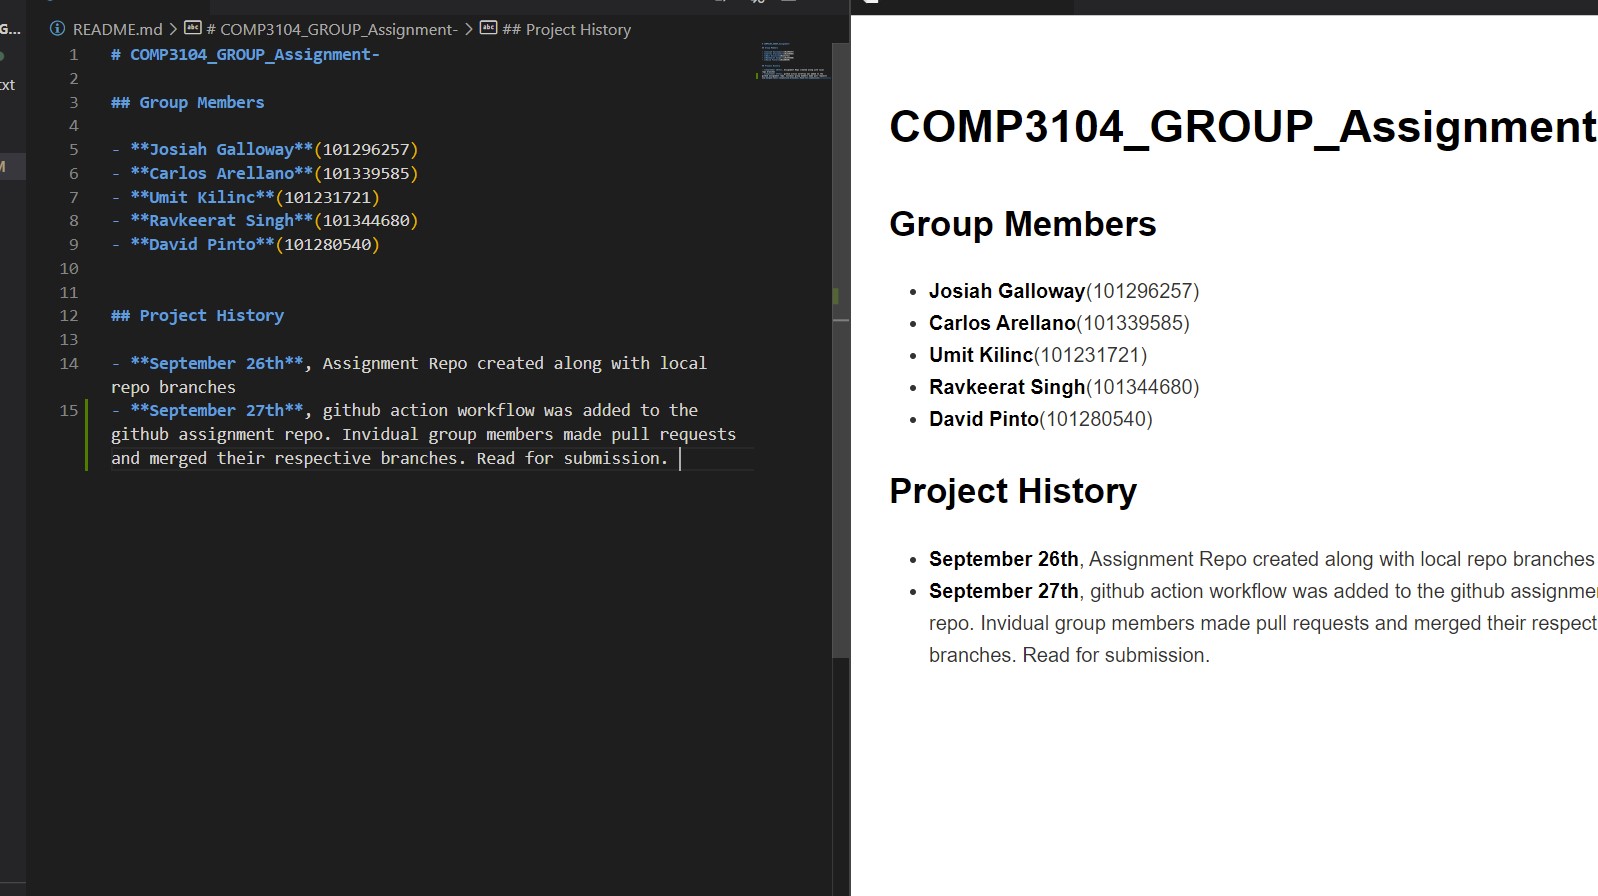 G...
README.md > # COMP3104_GROUP_Assignment- > ## Project History
1 # COMP3104_GROUP_Assignment-
2
3 ## Group Members
4
5 - **Josiah Galloway**(101296257)
6 - **Carlos Arellano**(101339585)
7 - **Umit Kilinc**(101231721)
8 - **Ravkeerat Singh**(101344680)
9 - **David Pinto**(101280540)
10
11
12 ## Project History
13
14 - **September 26th**, Assignment Repo created along with local
repo branches
15 - **September 27th**, github action workflow was added to the
github assignment repo. Invidual group members made pull requests
and merged their respective branches. Read for submission.
txt
M
COMP3104_GROUP_Assignment
Group Members
• Josiah Galloway(101296257)
• Carlos Arellano(101339585)
• Umit Kilinc(101231721)
• Ravkeerat Singh(101344680)
• David Pinto(101280540)
Project History
• September 26th, Assignment Repo created along with local repo branches
• September 27th, github action workflow was added to the github assignme
repo. Invidual group members made pull requests and merged their respect
branches. Read for submission.